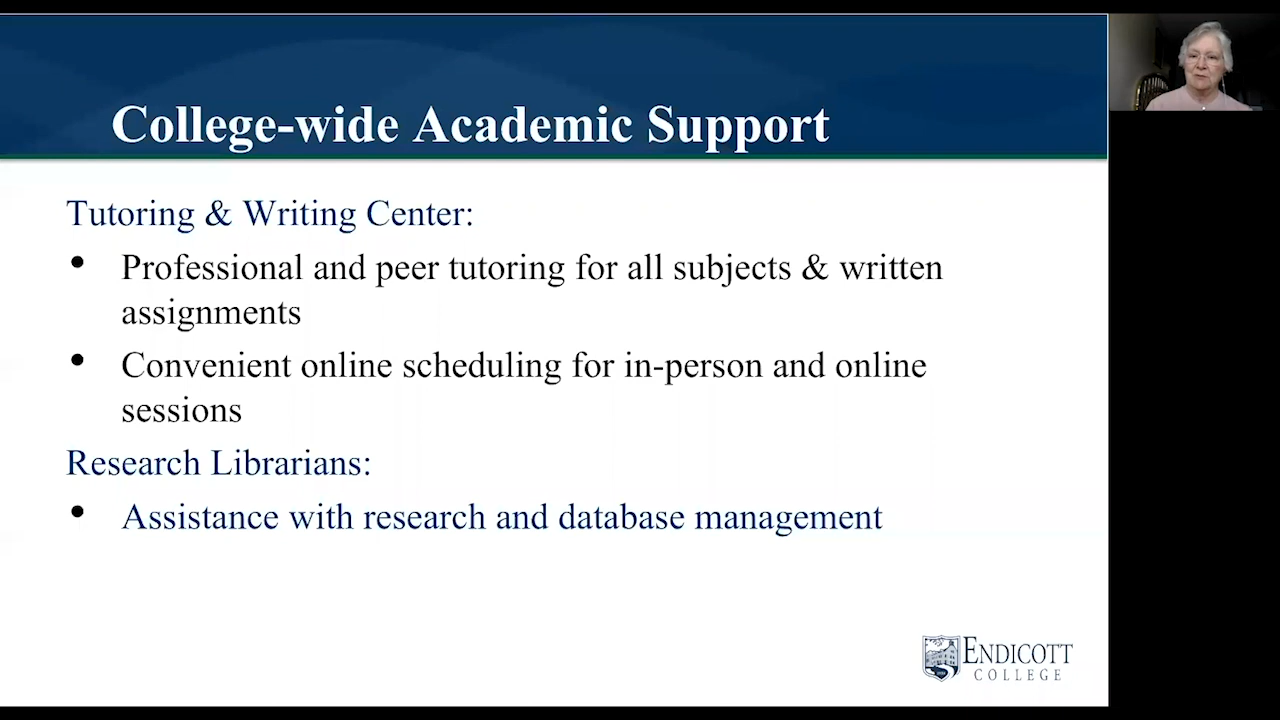 College-wide Academic Support
Tutoring & Writing Center:
• Professional and peer tutoring for all subjects & written
assignments
• Convenient online scheduling for in-person and online
sessions
Research Librarians:
• Assistance with research and database management
ENDICOTT
COLLEGE